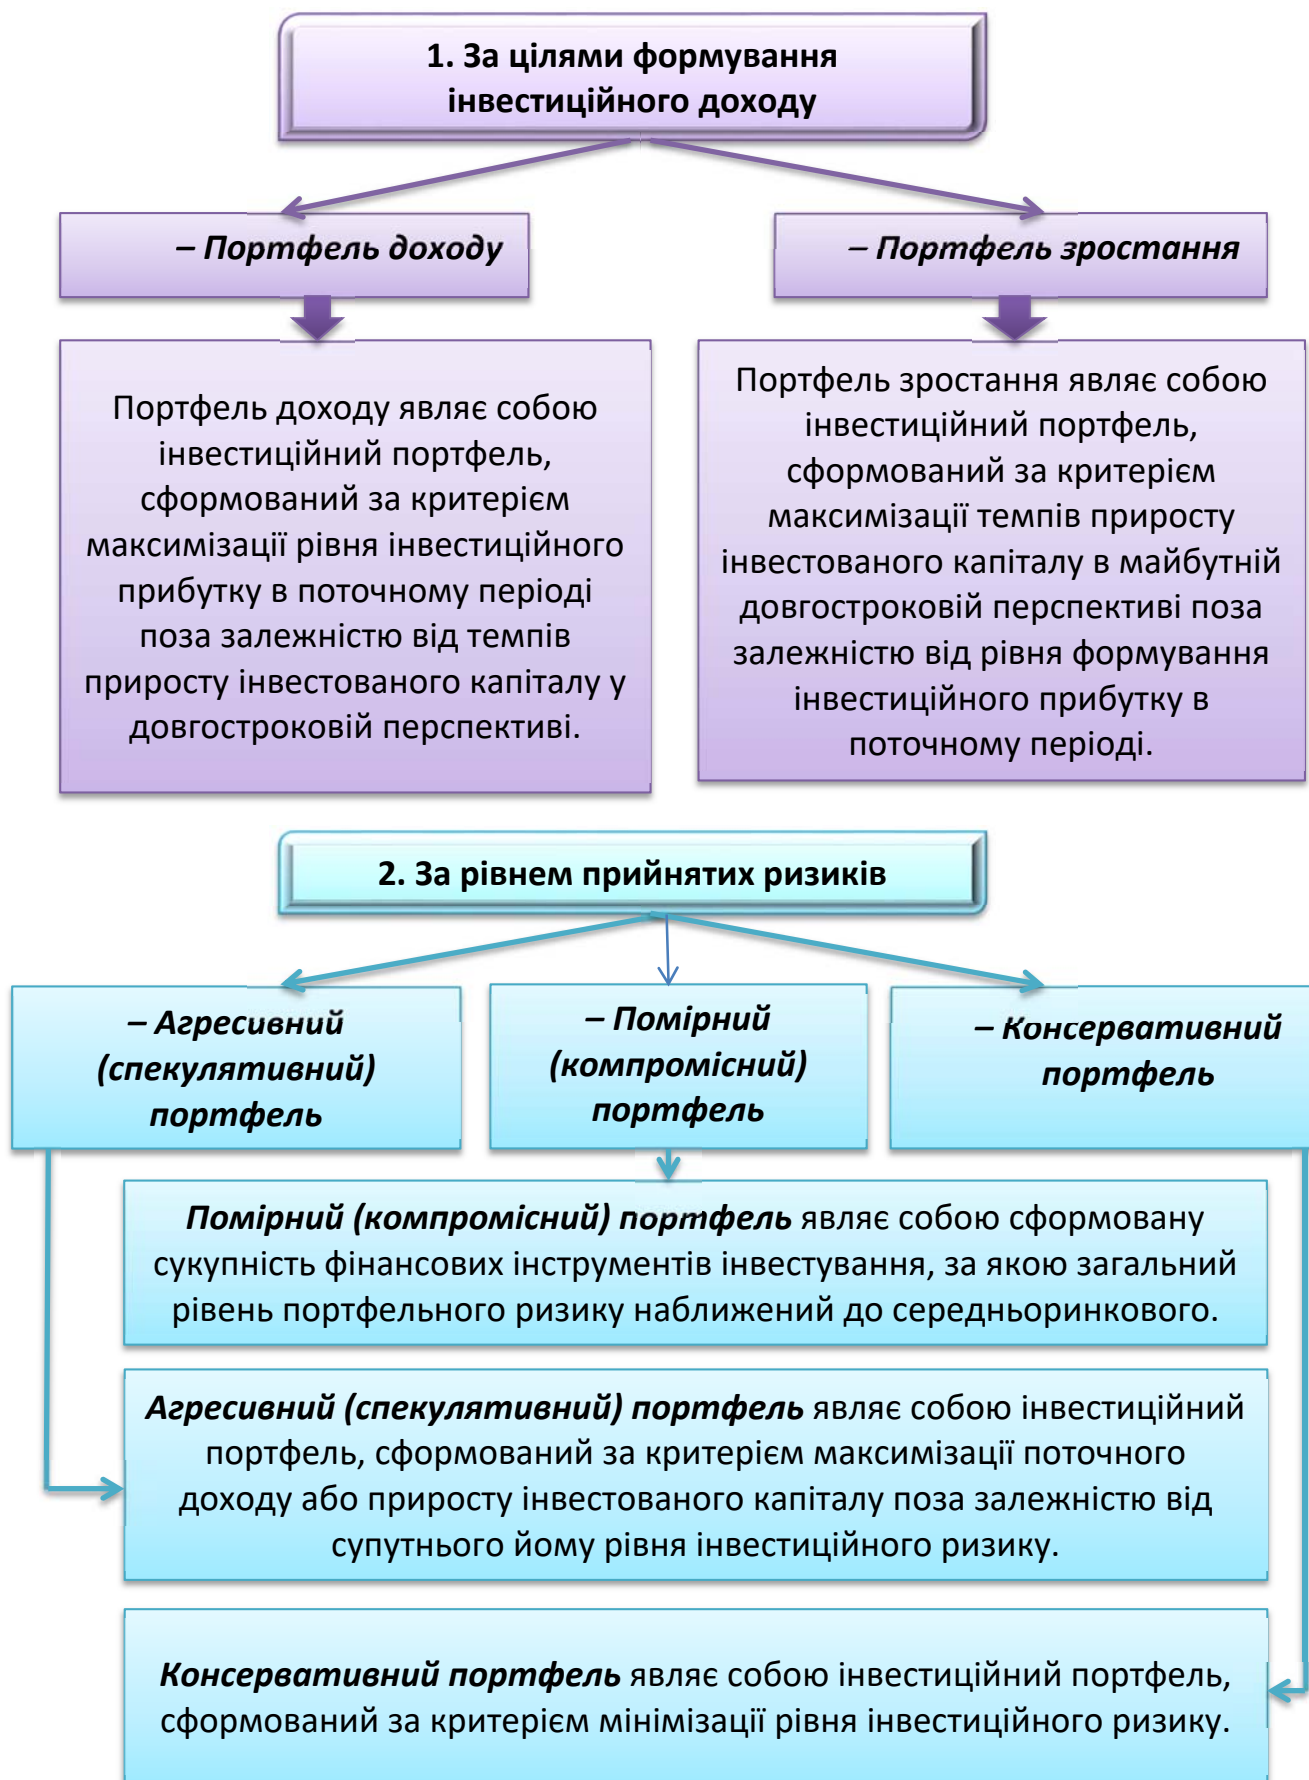 1. За цілями формування
інвестиційного доходу
– Портфель доходу
– Портфель зростання
Портфель доходу являє собою
інвестиційний портфель,
сформований за критерієм
максимізації рівня інвестиційного
прибутку в поточному періоді
поза залежністю від темпів
приросту інвестованого капіталу у
довгостроковій перспективі.
Портфель зростання являє собою
інвестиційний портфель,
сформований за критерієм
максимізації темпів приросту
інвестованого капіталу в майбутній
довгостроковій перспективі поза
залежністю від рівня формування
інвестиційного прибутку в
поточному періоді.
2. За рівнем прийнятих ризиків
– Агресивний
(спекулятивний)
портфель
– Помірний
(компромісний)
портфель
– Консервативний
портфель
Помірний (компромісний) портфель являє собою сформовану
сукупність фінансових інструментів інвестування, за якою загальний
рівень портфельного ризику наближений до середньоринкового.
Агресивний (спекулятивний) портфель являє собою інвестиційний
портфель, сформований за критерієм максимізації поточного
доходу або приросту інвестованого капіталу поза залежністю від
супутнього йому рівня інвестиційного ризику.
Консервативний портфель являє собою інвестиційний портфель,
сформований за критерієм мінімізації рівня інвестиційного ризику.